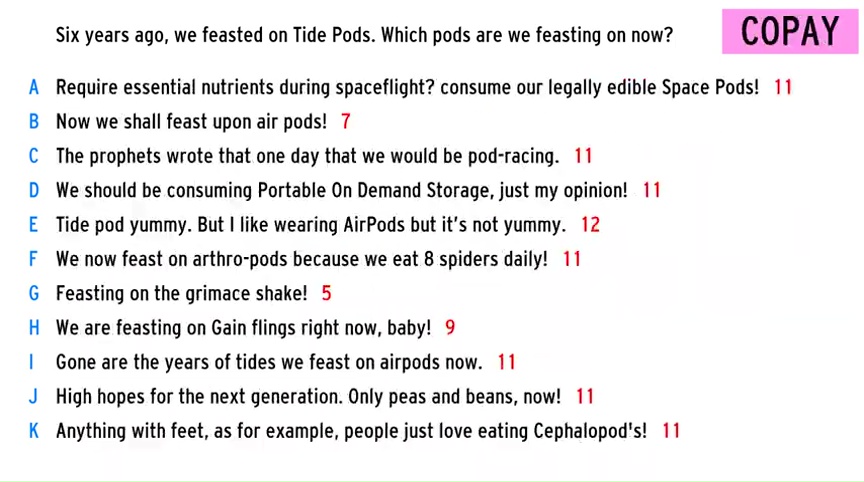 Six years ago, we feasted on Tide Pods. Which pods are we feasting on now?
COPAY
A Require essential nutrients during spaceflight? consume our legally edible Space Pods! 11
B Now we shall feast upon air pods! 7
C The prophets wrote that one day that we would be pod-racing. 11
D We should be consuming Portable On Demand Storage, just my opinion! 11
E Tide pod yummy. But I like wearing AirPods but it's not yummy. 12
F We now feast on arthro-pods because we eat 8 spiders daily! 11
G Feasting on the grimace shake! 5
H We are feasting on Gain flings right now, baby! 9
I Gone are the years of tides we feast on airpods now. 11
J High hopes for the next generation. Only peas and beans, now! 11
K Anything with feet, as for example, people just love eating Cephalopod's! 11